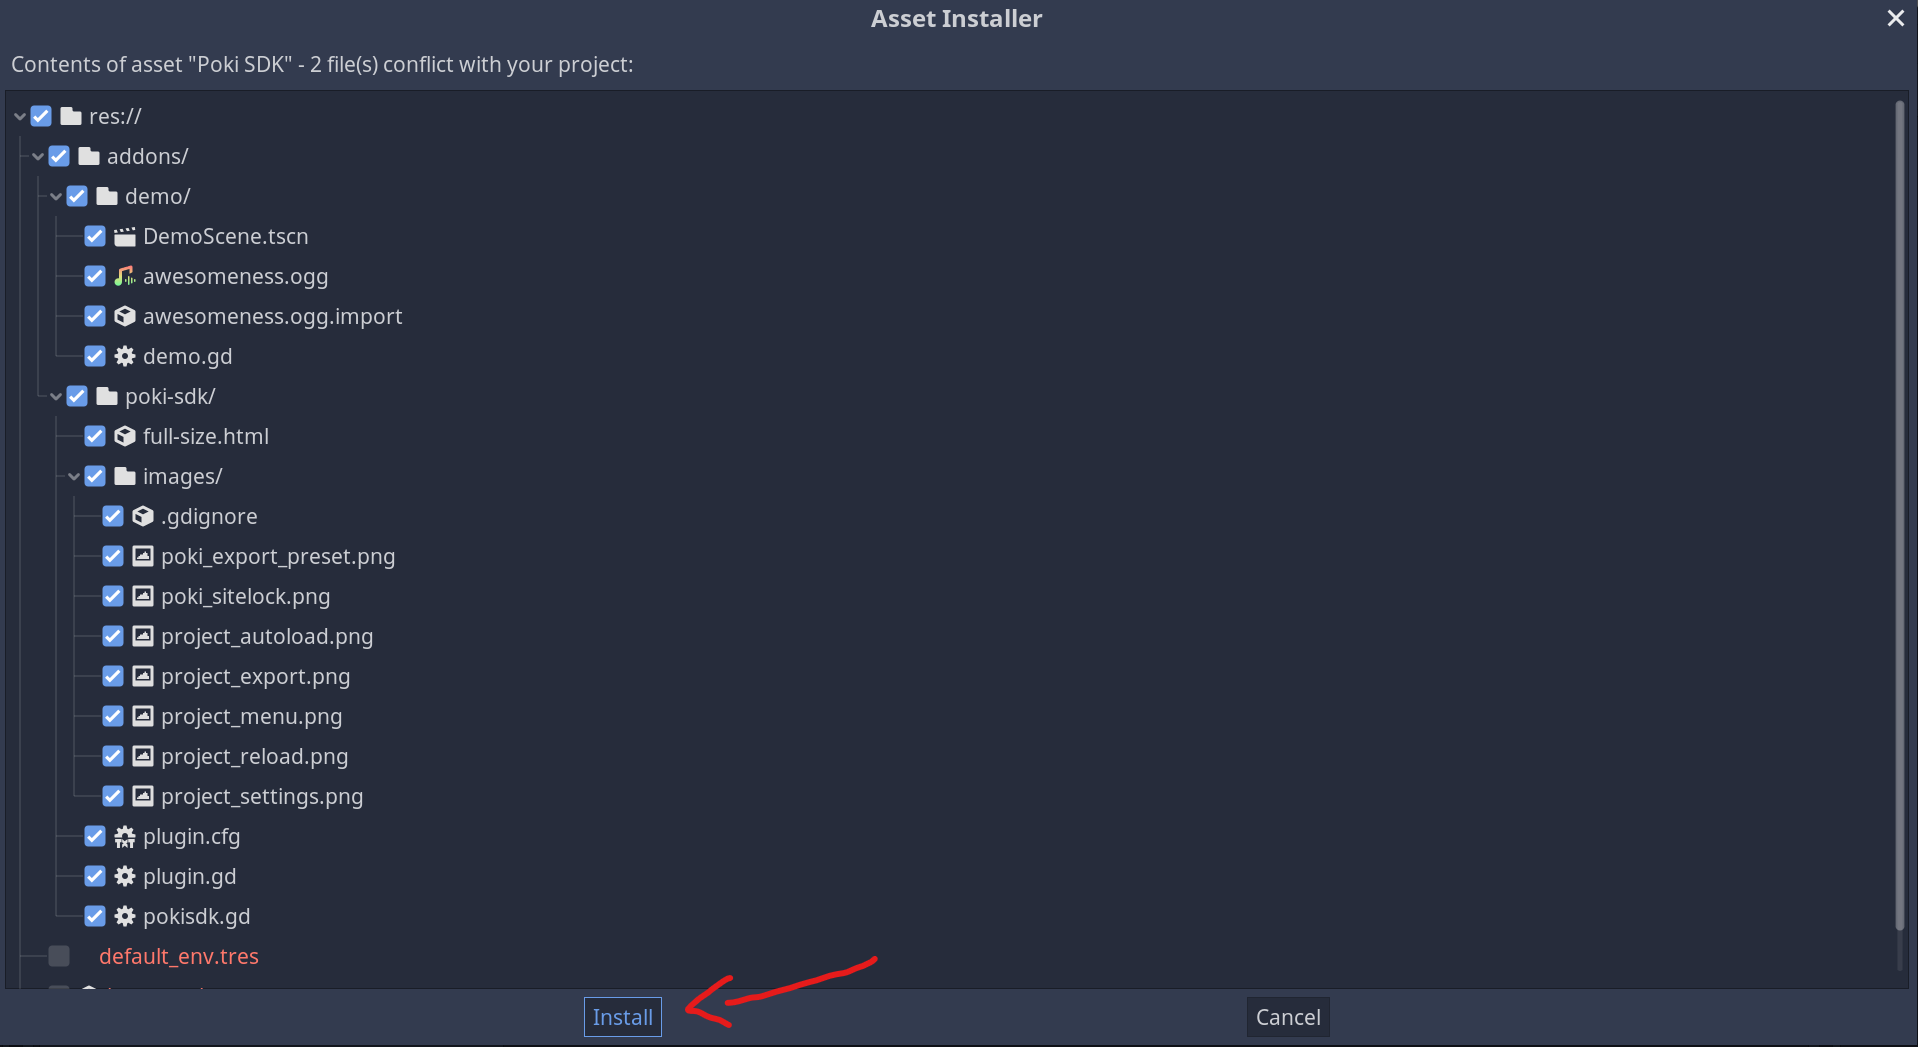 Asset Installer
Contents of asset "Poki SDK" - 2 file(s) conflict with your project:
res://
addons/
demo/
DemoScene.tscn
awesomeness.ogg
awesomeness.ogg.import
demo.gd
poki-sdk/
full-size.html
images/
.gdignore
poki_export_preset.png
poki_sitelock.png
project_autoload.png
project_export.png
project_menu.png
project_reload.png
project_settings.png
plugin.cfg
plugin.gd
pokisdk.gd
default_env.tres
Install
Cancel